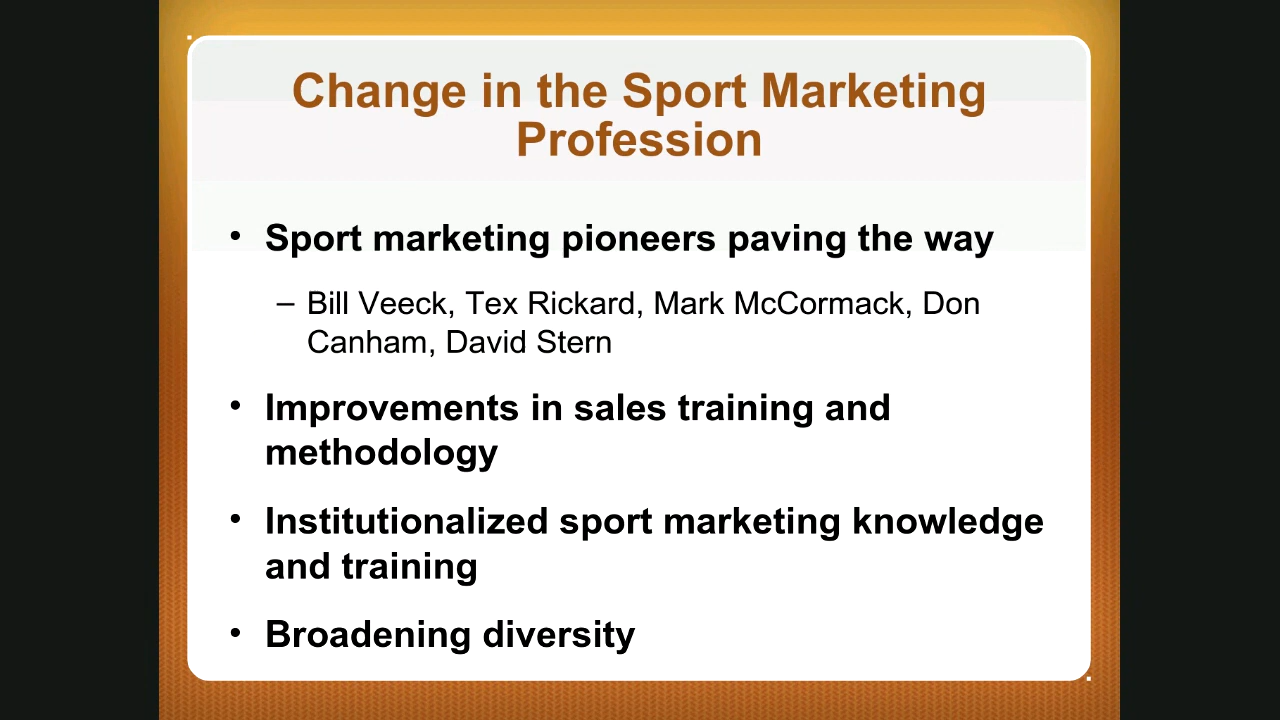 Change in the Sport Marketing
Profession
• Sport marketing pioneers paving the way
– Bill Veeck, Tex Rickard, Mark McCormack, Don
Canham, David Stern
• Improvements in sales training and
methodology
• Institutionalized sport marketing knowledge
and training
• Broadening diversity